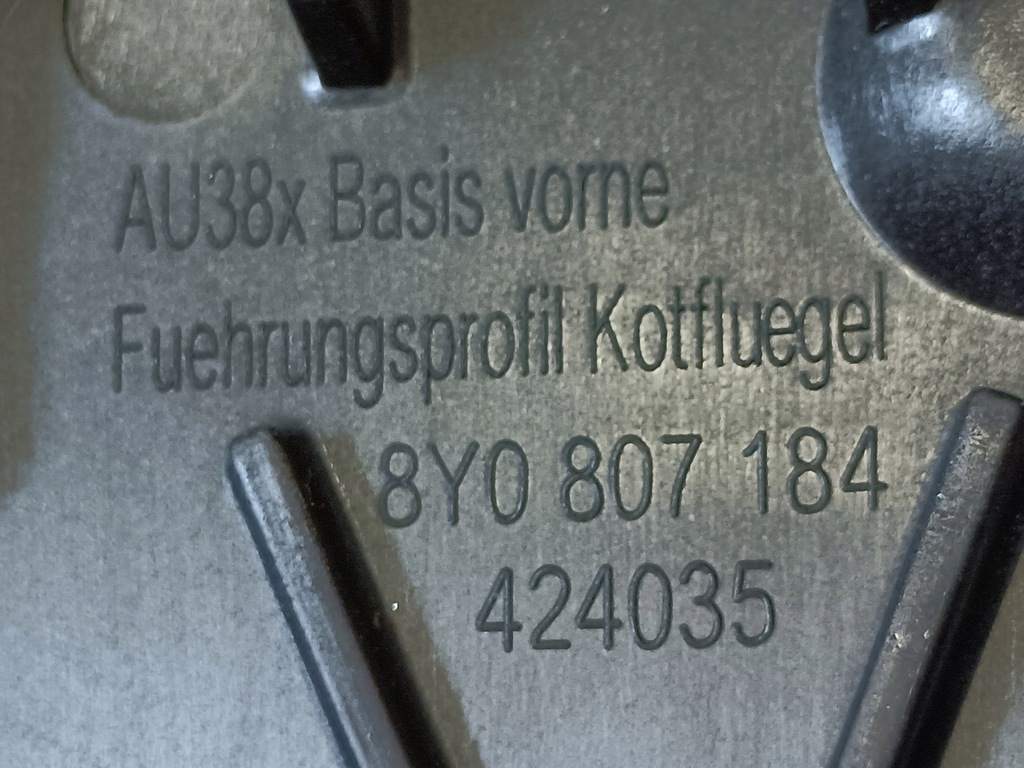 AU38x Basis vorne
Fuehrungsprofil Kotfluegel
8Y0 807 184
424035